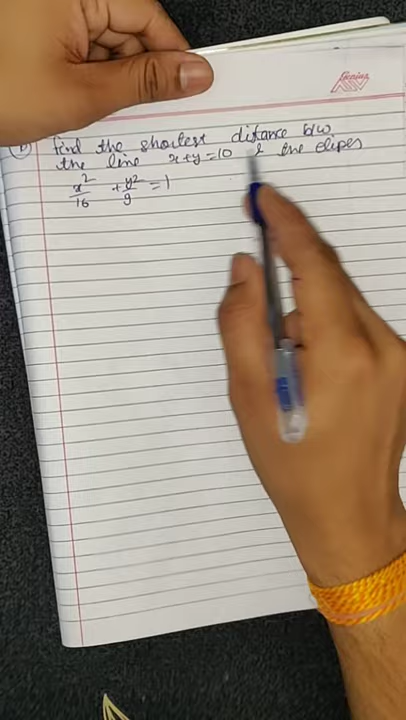 find the shortest distance b/w
the line x+y=10 & the elipes
x²/16 + y²/9 = 1